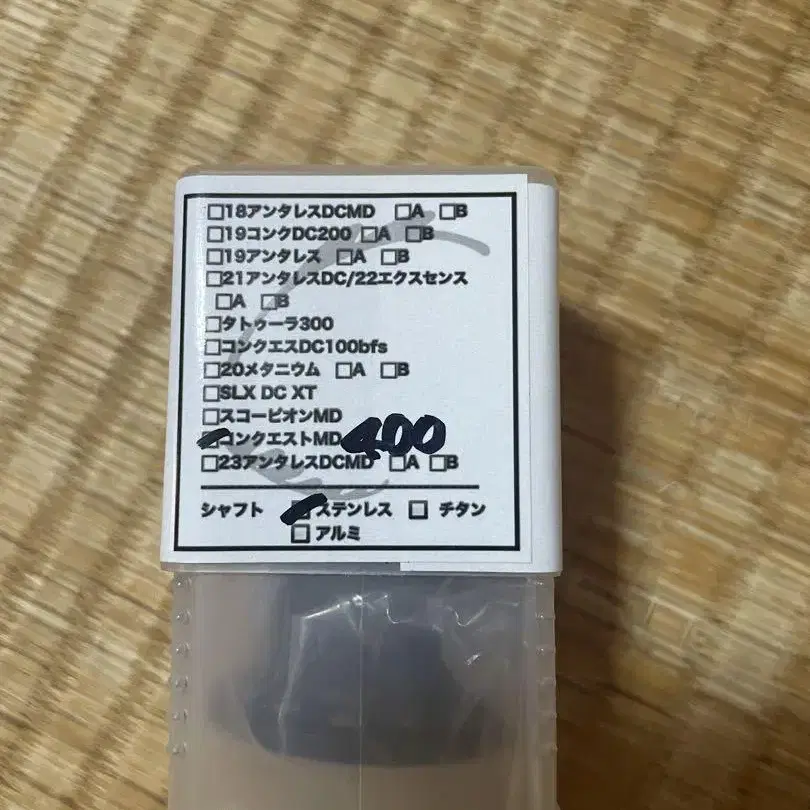 □18アンタレスDCMD □A □B
□19コンクDC200 □A □B
□19アンタレス □A □B
□21アンタレスDC/22エクスセンス
□A □B
□タトゥーラ300
□コンクエスDC100bfs
□20メタニウム □A □B
□SLX DC XT
□スコーピオンMD
□コンクエストMD 400
□23アンタレスDCMD □A □B
シャフト □ステンレス □ チタン
□アルミ